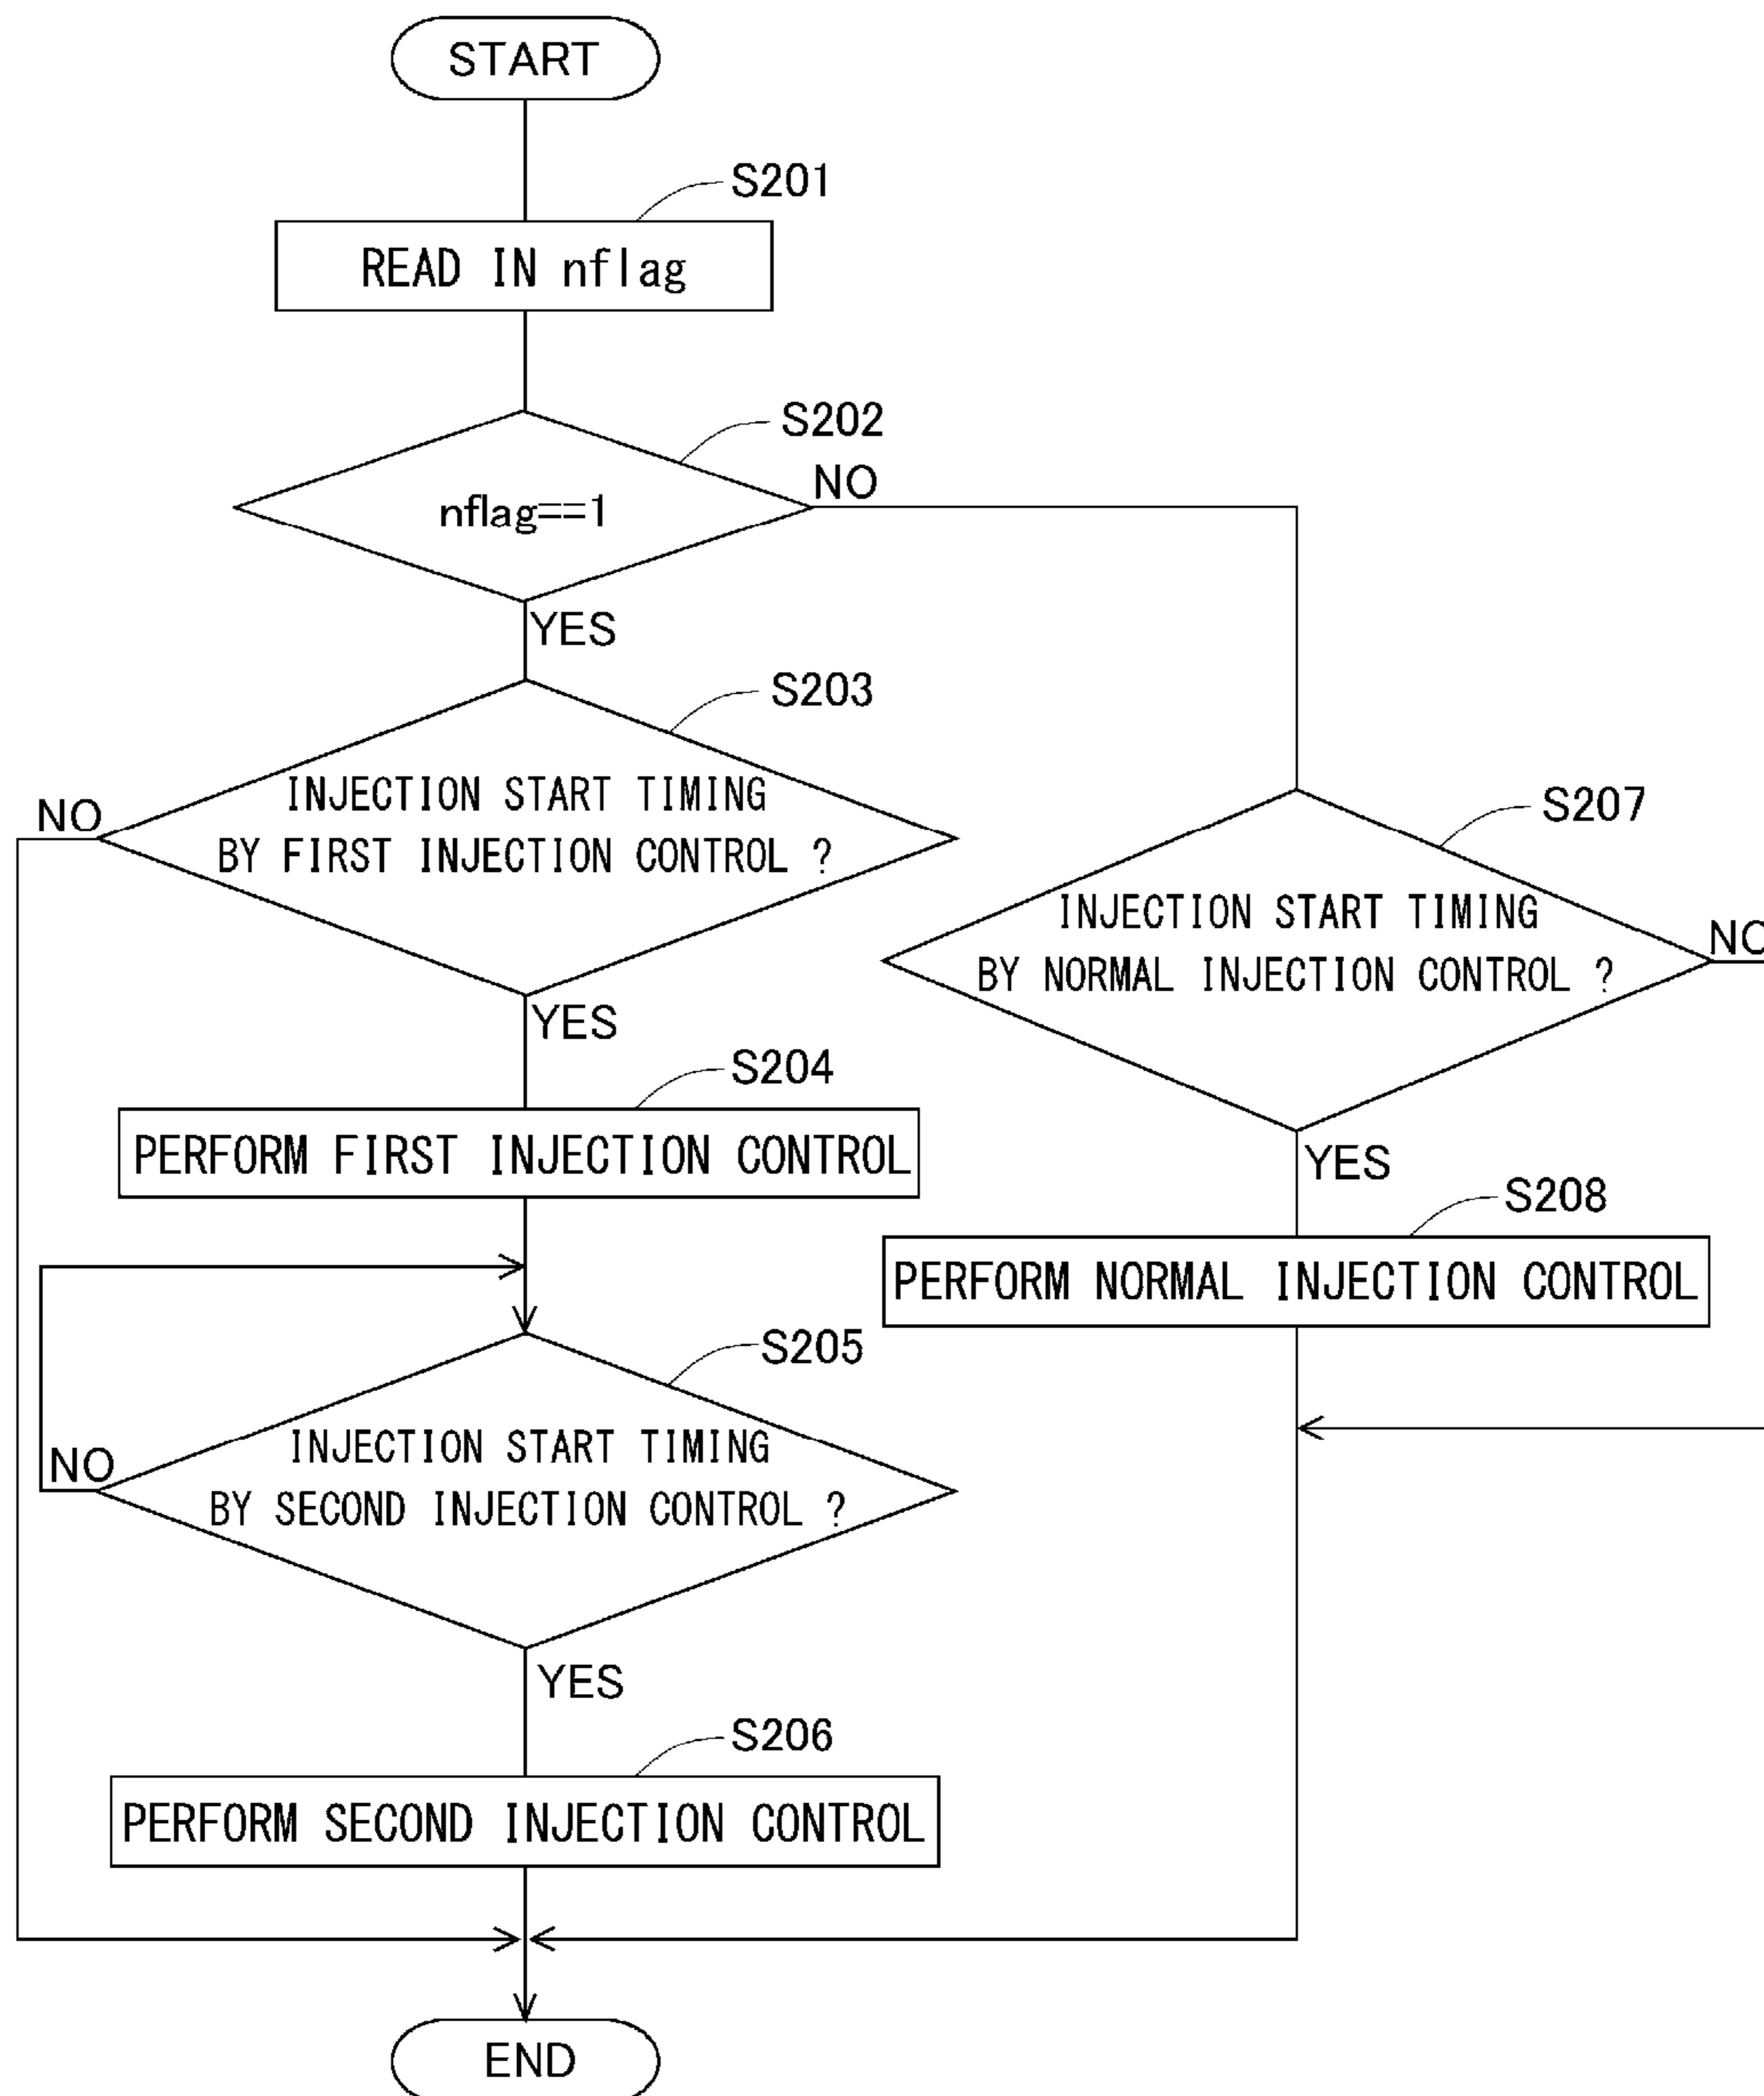 START
S201
READ IN nflag
S202
nflag==1
NO
YES
S203
INJECTION START TIMING
BY FIRST INJECTION CONTROL ?
NO
YES
S204
PERFORM FIRST INJECTION CONTROL
S205
INJECTION START TIMING
BY SECOND INJECTION CONTROL ?
NO
YES
S206
PERFORM SECOND INJECTION CONTROL
S207
INJECTION START TIMING
BY NORMAL INJECTION CONTROL ?
NO
YES
S208
PERFORM NORMAL INJECTION CONTROL
END